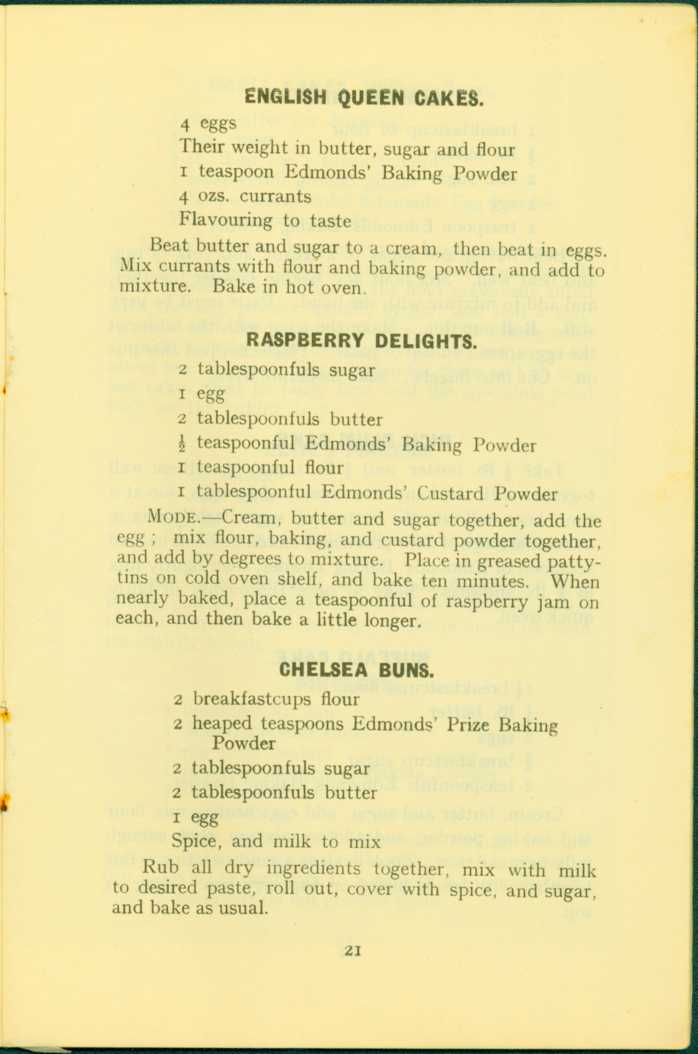 ENGLISH QUEEN CAKES.
4 eggs
Their weight in butter, sugar and flour
1 teaspoon Edmonds' Baking Powder
4 ozs. currants
Flavouring to taste
Beat butter and sugar to a cream, then beat in eggs.
Mix currants with flour and baking powder, and add to
mixture. Bake in hot oven.
RASPBERRY DELIGHTS.
2 tablespoonfuls sugar
1 egg
2 tablespoonfuls butter
½ teaspoonful Edmonds' Baking Powder
1 teaspoonful flour
1 tablespoonful Edmonds' Custard Powder
MODE.—Cream, butter and sugar together, add the
egg ; mix flour, baking, and custard powder together,
and add by degrees to mixture. Place in greased patty-
tins on cold oven shelf, and bake ten minutes. When
nearly baked, place a teaspoonful of raspberry jam on
each, and then bake a little longer.
CHELSEA BUNS.
2 breakfastcups flour
2 heaped teaspoons Edmonds' Prize Baking
Powder
2 tablespoonfuls sugar
2 tablespoonfuls butter
1 egg
Spice, and milk to mix
Rub all dry ingredients together, mix with milk
to desired paste, roll out, cover with spice, and sugar,
and bake as usual.
21